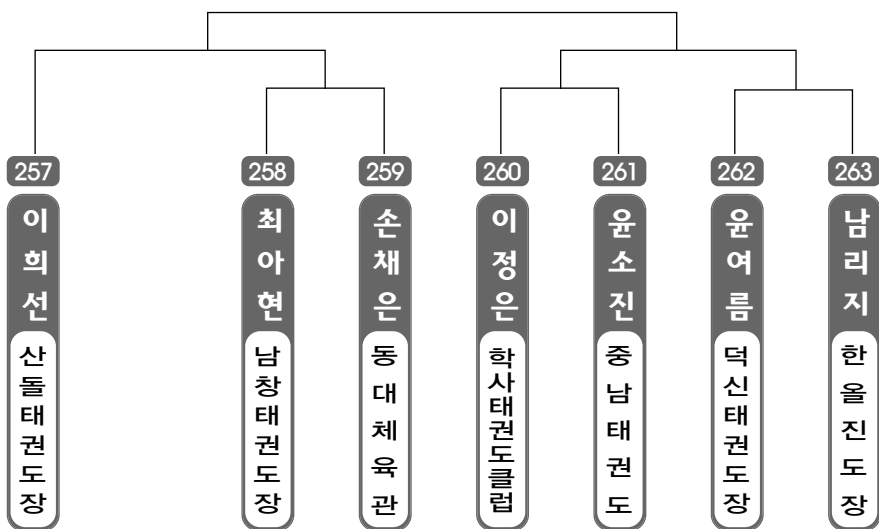 257
이희선
산돌태권도장
258
최아현
남창태권도장
259
손채은
동대체육관
260
이정은
학사태권도클럽
261
윤소진
중남태권도
262
윤여름
덕신태권도장
263
남리지
한울진도장